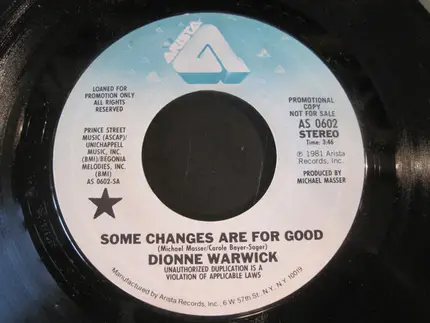 ARISTA
LOANED FOR
PROMOTION ONLY
ALL RIGHTS
RESERVED
PRINCE STREET
MUSIC (ASCAP)/
UNICHAPPELL
MUSIC, INC.
(BMI)/BEGONIA
MELODIES, INC.
(BMI)
AS 0602-SA
PROMOTIONAL
COPY
NOT FOR SALE
AS 0602
STEREO
Time: 3:46
Ⓟ 1981 Arista
Records, Inc.
PRODUCED BY
MICHAEL MASSER
SOME CHANGES ARE FOR GOOD
(Michael Masser/Carole Bayer-Sager)
DIONNE WARWICK
UNAUTHORIZED DUPLICATION IS A
VIOLATION OF APPLICABLE LAWS
Manufactured by Arista Records, Inc.; 6 W 57th St. N.Y. N.Y. 10019